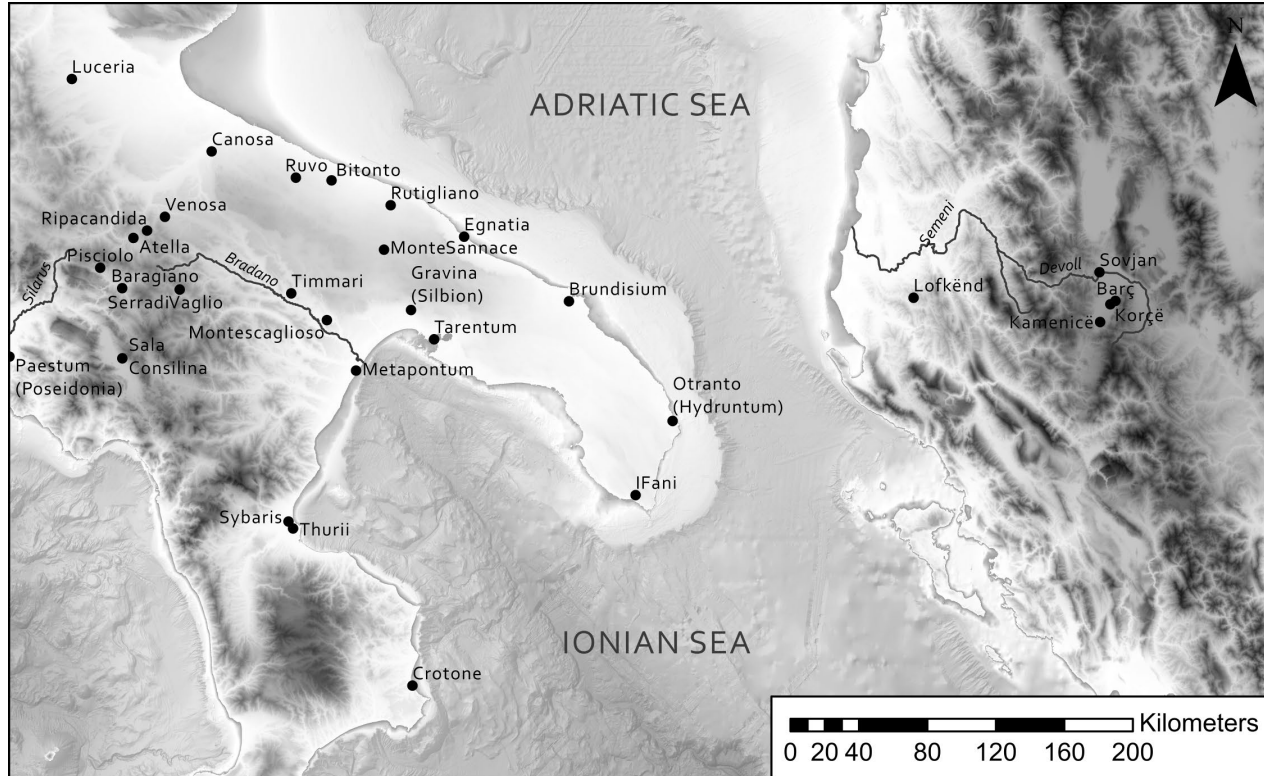 N
Luceria
ADRIATIC SEA
Canosa
Ruvo
Bitonto
Rutigliano
Venosa
Ripacandida
Atella
Egnatia
Semeni
MonteSannace
Pisciolo
Silarus
Bradano
Baragiano
SerradiVaglio
Timmari
Gravina
(Silbion)
Brundisium
Devoll
Sovjan
Lofkënd
Barç
Korçë
Kamenicë
Montescaglioso
Tarentum
Sala
Consilina
Paestum
(Poseidonia)
Metapontum
Otranto
(Hydruntum)
IFani
Sybaris
Thurii
IONIAN SEA
Crotone
Kilometers
0 20 40 80 120 160 200